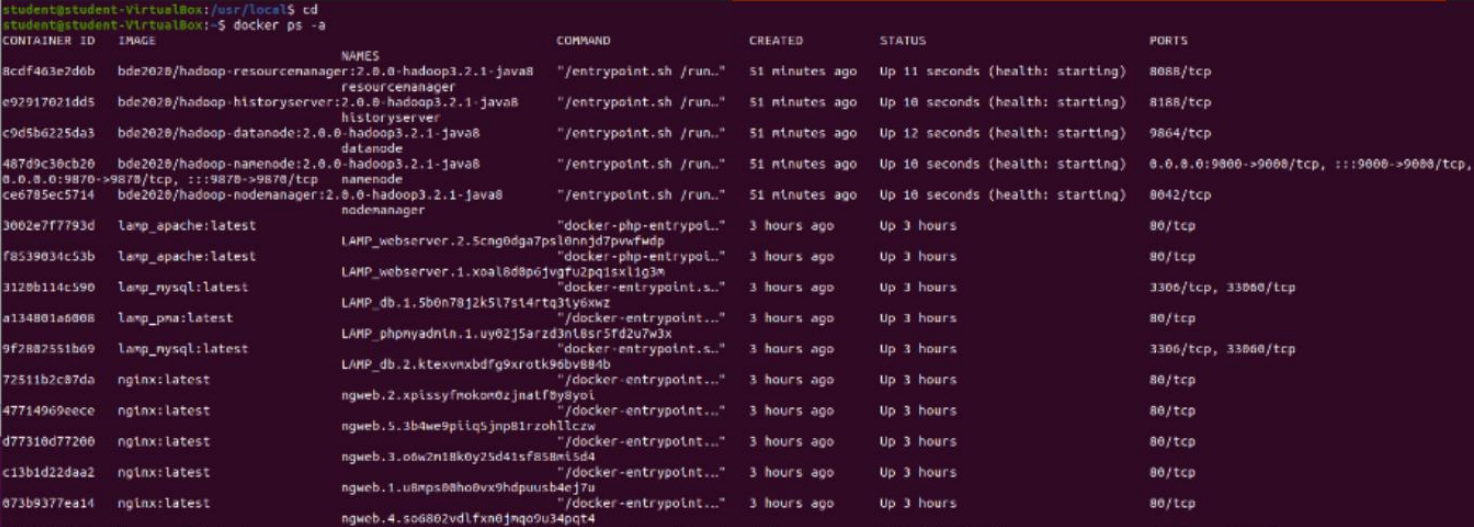 student@student-VirtualBox:/usr/local$ cd
student@student-VirtualBox:~$ docker ps -a
CONTAINER ID IMAGE COMMAND CREATED STATUS PORTS
NAMES
8cdf463e2d6b bde2020/hadoop-resourcemanager:2.0.0-hadoop3.2.1-java8 "/entrypoint.sh /run…" 51 minutes ago Up 11 seconds (health: starting) 8088/tcp
resourcemanager
e92917021dd5 bde2020/hadoop-historyserver:2.0.0-hadoop3.2.1-java8 "/entrypoint.sh /run…" 51 minutes ago Up 10 seconds (health: starting) 8188/tcp
historyserver
c9d5b6225da3 bde2020/hadoop-datanode:2.0.0-hadoop3.2.1-java8 "/entrypoint.sh /run…" 51 minutes ago Up 12 seconds (health: starting) 9864/tcp
datanode
487d9c30cb20 bde2020/hadoop-namenode:2.0.0-hadoop3.2.1-java8 "/entrypoint.sh /run…" 51 minutes ago Up 10 seconds (health: starting) 0.0.0.0:9000->9000/tcp, :::9000->9000/tcp,
0.0.0.0:9870->9870/tcp, :::9870->9870/tcp namenode
ce6785ec5714 bde2020/hadoop-nodemanager:2.0.0-hadoop3.2.1-java8 "/entrypoint.sh /run…" 51 minutes ago Up 10 seconds (health: starting) 8042/tcp
nodemanager
3002e7f7793d lamp_apache:latest "docker-php-entrypoi…" 3 hours ago Up 3 hours 80/tcp
LAMP_webserver.2.5cng0dga7psl0nnjd7pvwfwdp
f8539034c53b lamp_apache:latest "docker-php-entrypoi…" 3 hours ago Up 3 hours 80/tcp
LAMP_webserver.1.xoal8d0p6jvgfu2pqisxl1g3m
3120b114c590 lamp_mysql:latest "docker-entrypoint.s…" 3 hours ago Up 3 hours 3306/tcp, 33060/tcp
LAMP_db.1.5b0n78j2k5l7si4rtq3iy6xwz
a134801a6008 lamp_pma:latest "/docker-entrypoint.…" 3 hours ago Up 3 hours 80/tcp
LAMP_phpmyadmin.1.uy02j5arzd3ni8sr5fd2u7w3x
9f2802551b69 lamp_mysql:latest "docker-entrypoint.s…" 3 hours ago Up 3 hours 3306/tcp, 33060/tcp
LAMP_db.2.ktexvmxbdfg9xrotk96bv884b
72511b2c07da nginx:latest "/docker-entrypoint.…" 3 hours ago Up 3 hours 80/tcp
ngweb.2.xpissyfmokom0zjnatf0y8yoi
47714969eece nginx:latest "/docker-entrypoint.…" 3 hours ago Up 3 hours 80/tcp
ngweb.5.3b4we9piiq5jmp81rzohllczw
d77310d77200 nginx:latest "/docker-entrypoint.…" 3 hours ago Up 3 hours 80/tcp
ngweb.3.o6w2m18k0y25d41sf858mi5d4
c13b1d22daa2 nginx:latest "/docker-entrypoint.…" 3 hours ago Up 3 hours 80/tcp
ngweb.1.u8mps00ho0vx9hdpuusb4ej7u
073b9377ea14 nginx:latest "/docker-entrypoint.…" 3 hours ago Up 3 hours 80/tcp
ngweb.4.so6802vdlfxm0jmqo9u34pqt4